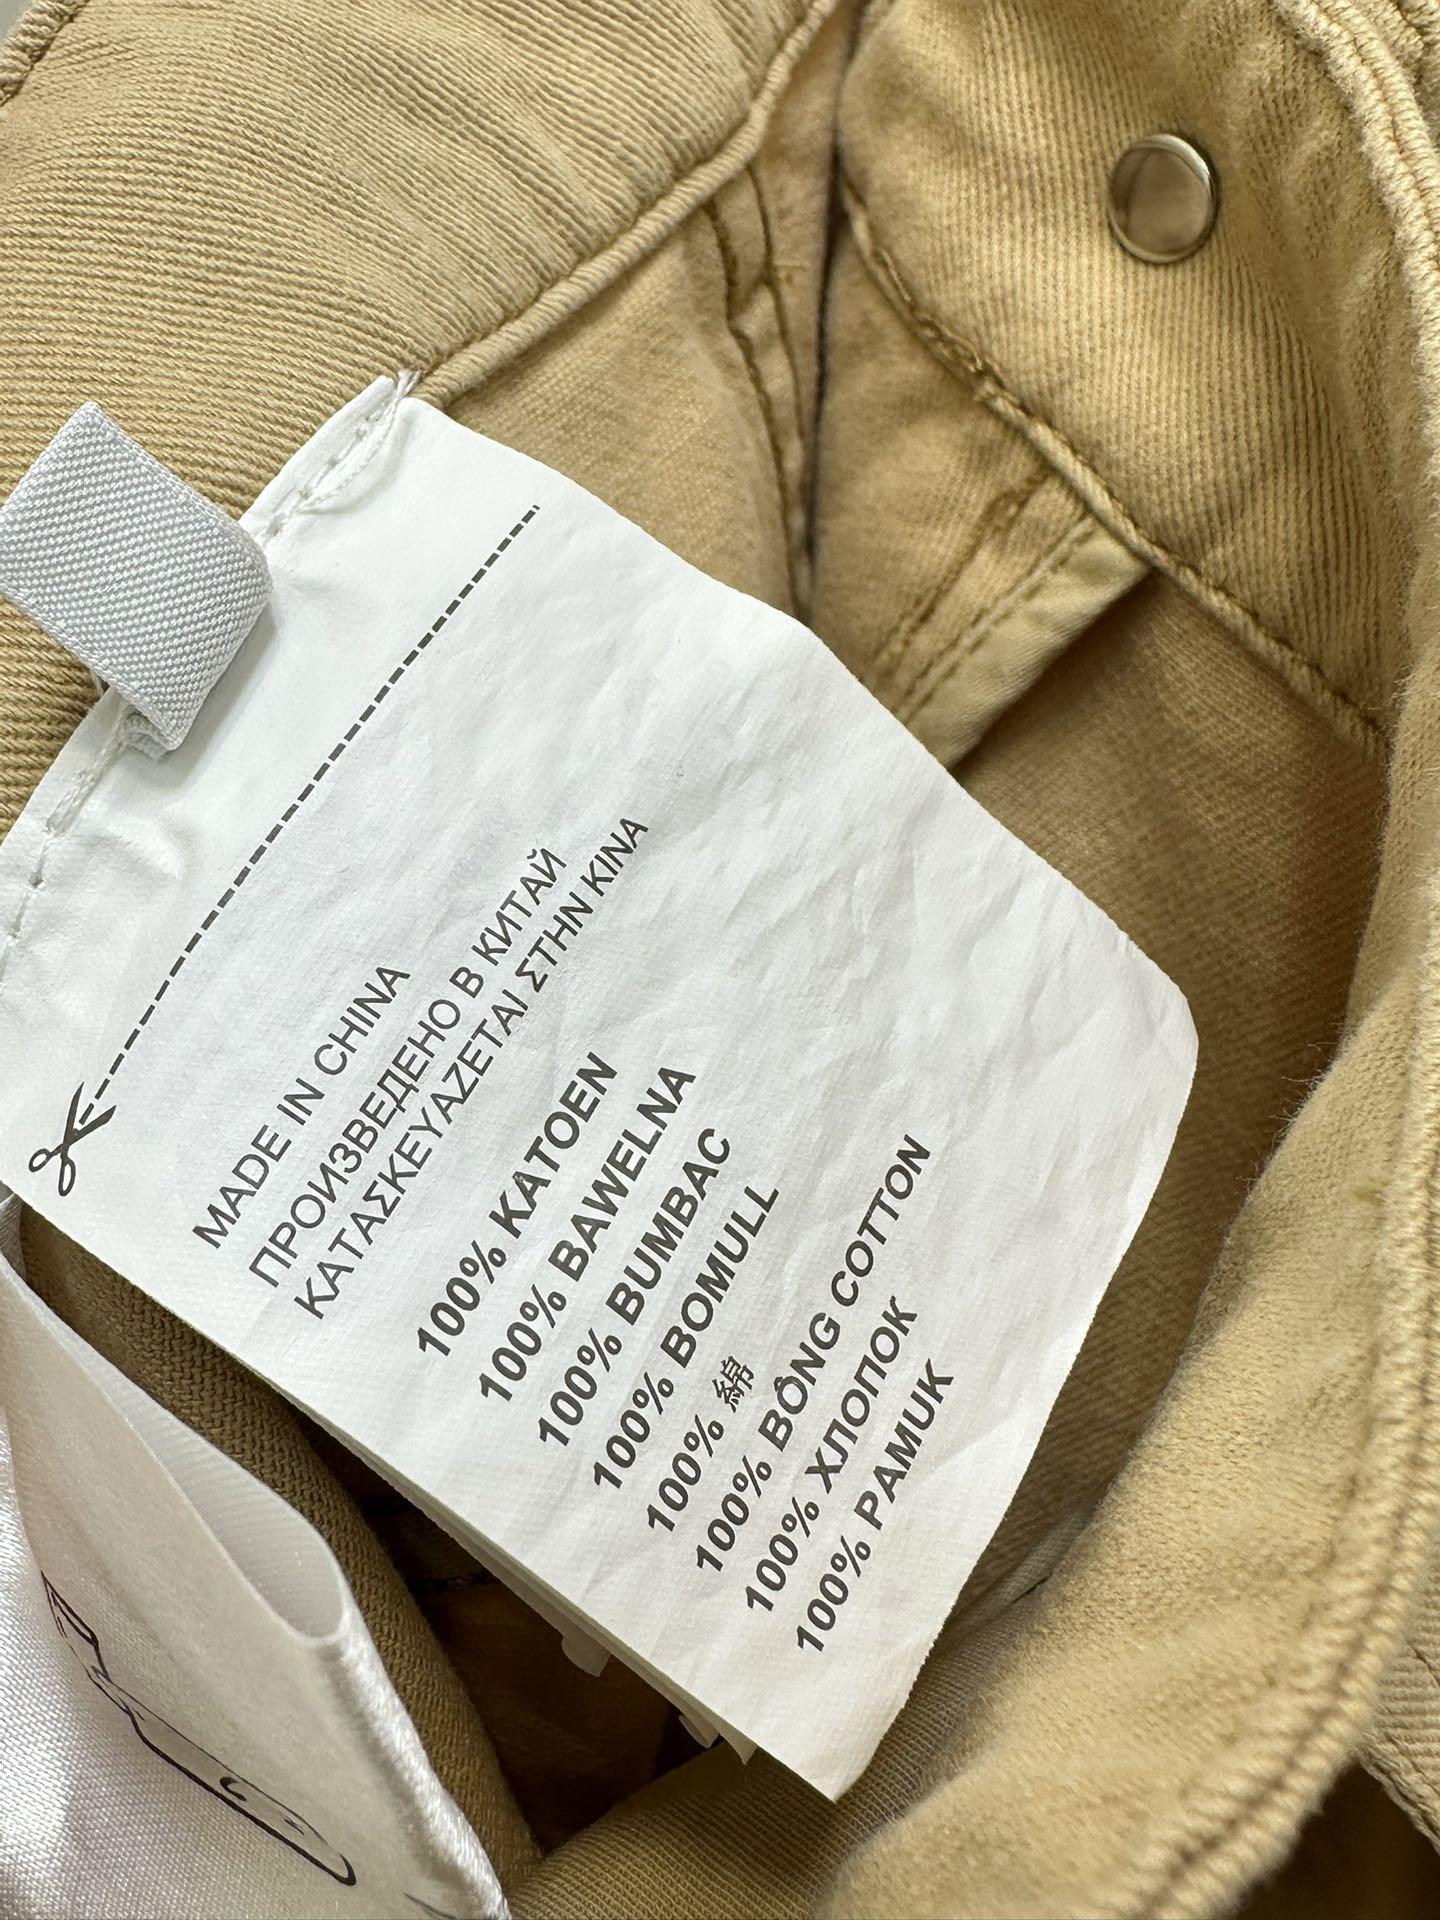 MADE IN CHINA
ПРОИЗВЕДЕНО В КИТАЙ
ΚΑΤΑΣΚΕΥΑΖΕΤΑΙ ΣΤΗΝ ΚΙΝΑ
100% KATOEN
100% BAWELNA
100% BUMBAC
100% BOMULL
100% 綿
100% BÔNG COTTON
100% ХЛОПОК
100% PAMUK